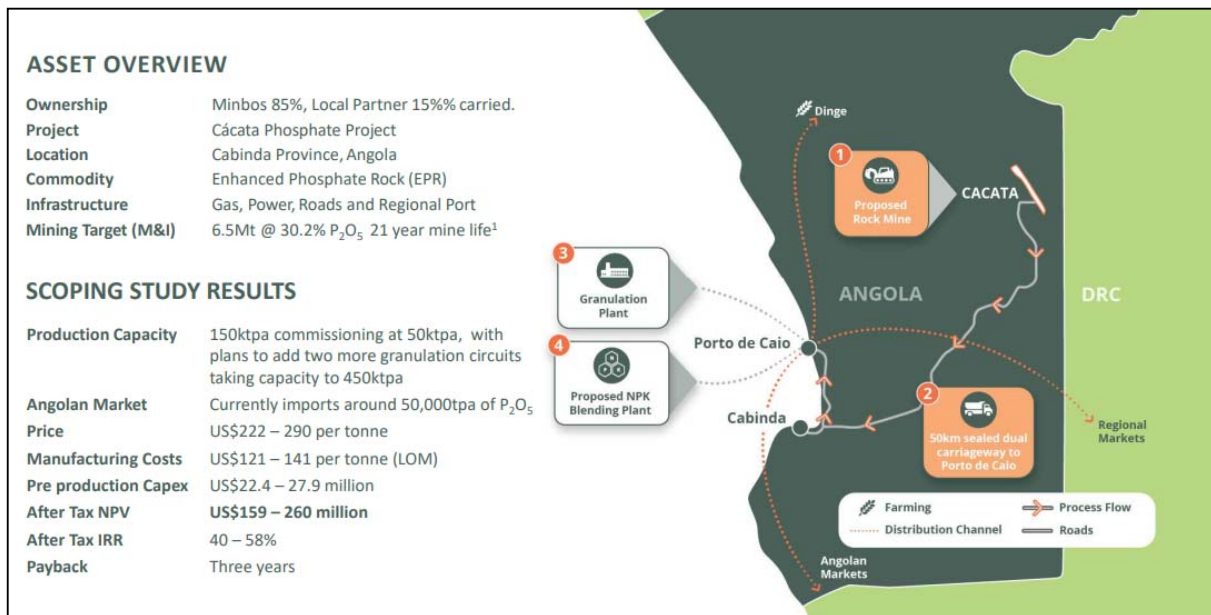 ASSET OVERVIEW
Ownership Minbos 85%, Local Partner 15%% carried.
Project Cácata Phosphate Project
Location Cabinda Province, Angola
Commodity Enhanced Phosphate Rock (EPR)
Infrastructure Gas, Power, Roads and Regional Port
Mining Target (M&I) 6.5Mt @ 30.2% P₂O₅ 21 year mine life¹
SCOPING STUDY RESULTS
Production Capacity 150ktpa commissioning at 50ktpa, with
plans to add two more granulation circuits
taking capacity to 450ktpa
Angolan Market Currently imports around 50,000tpa of P₂O₅
Price US$222 – 290 per tonne
Manufacturing Costs US$121 – 141 per tonne (LOM)
Pre production Capex US$22.4 – 27.9 million
After Tax NPV US$159 – 260 million
After Tax IRR 40 – 58%
Payback Three years
Dinge
1
Proposed
Rock Mine
CACATA
3
Granulation
Plant
ANGOLA
DRC
Porto de Caio
4
Proposed NPK
Blending Plant
Cabinda
2
50km sealed dual
carriageway to
Porto de Caio
Regional
Markets
Farming
Process Flow
Distribution Channel
Roads
Angolan
Markets